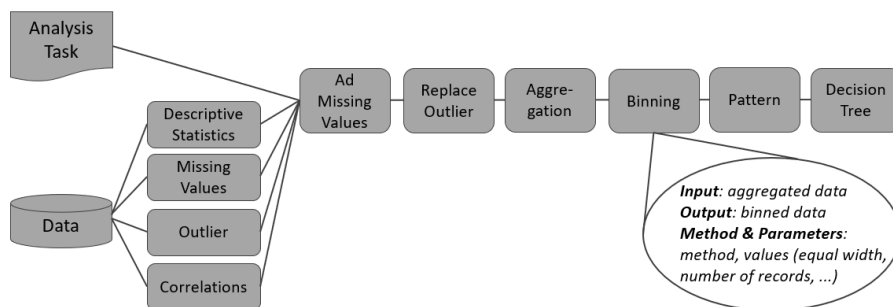 Analysis
Task
Ad
Missing
Values
Replace
Outlier
Aggre-
gation
Binning
Pattern
Decision
Tree
Descriptive
Statistics
Missing
Values
Data
Outlier
Correlations
Input: aggregated data
Output: binned data
Method & Parameters:
method, values (equal width,
number of records, ...)